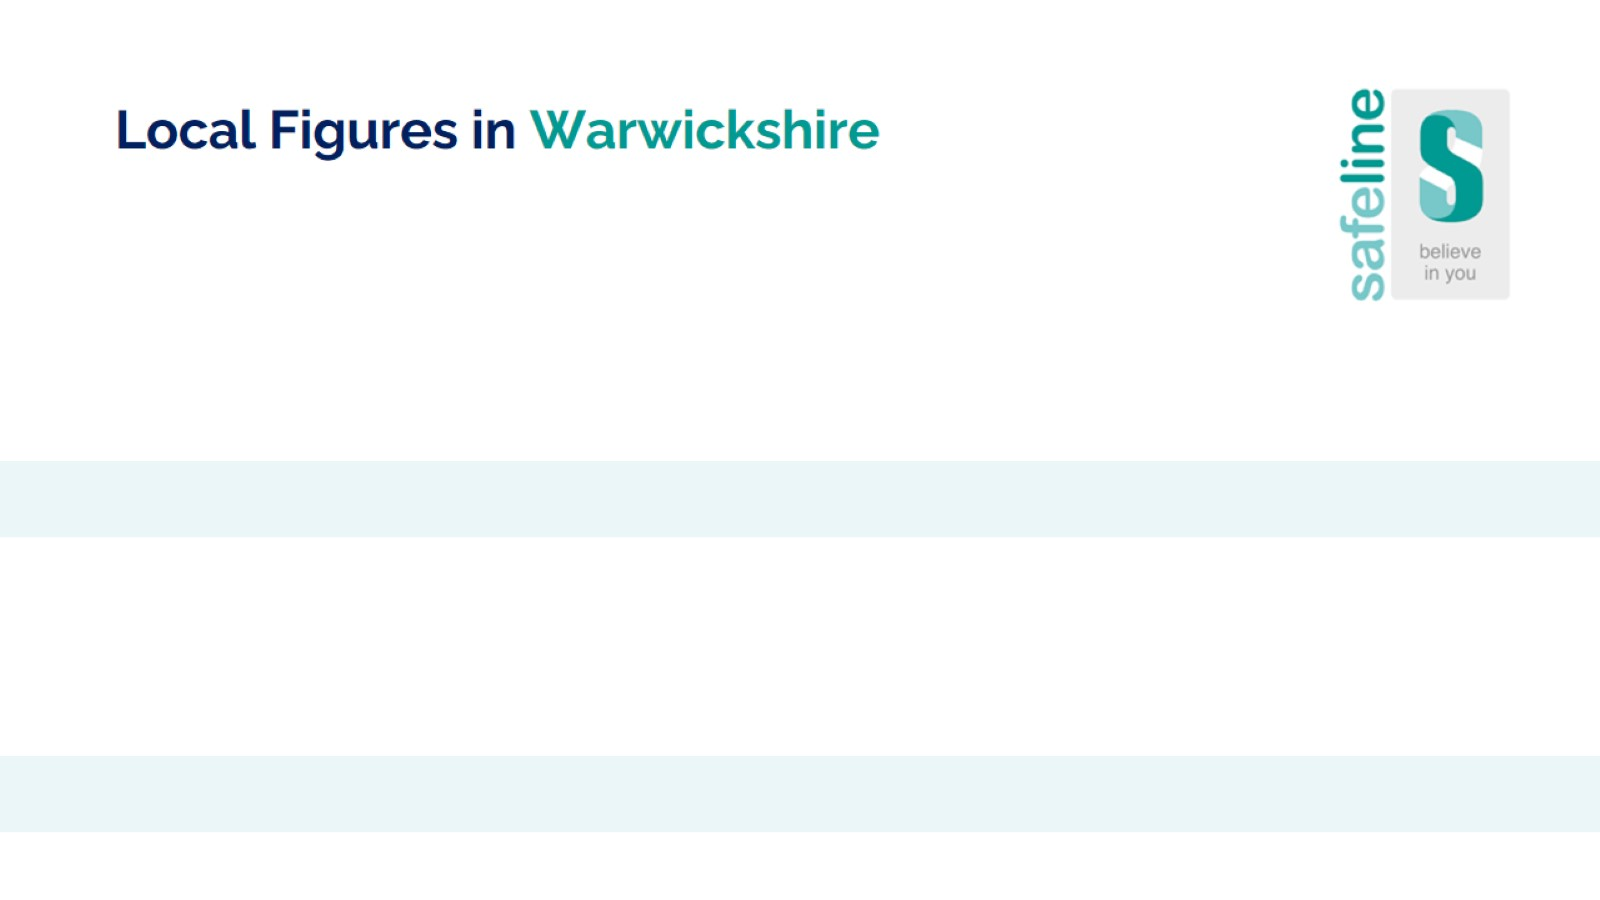 Local Figures in Warwickshire
safeline
S
believe
in you